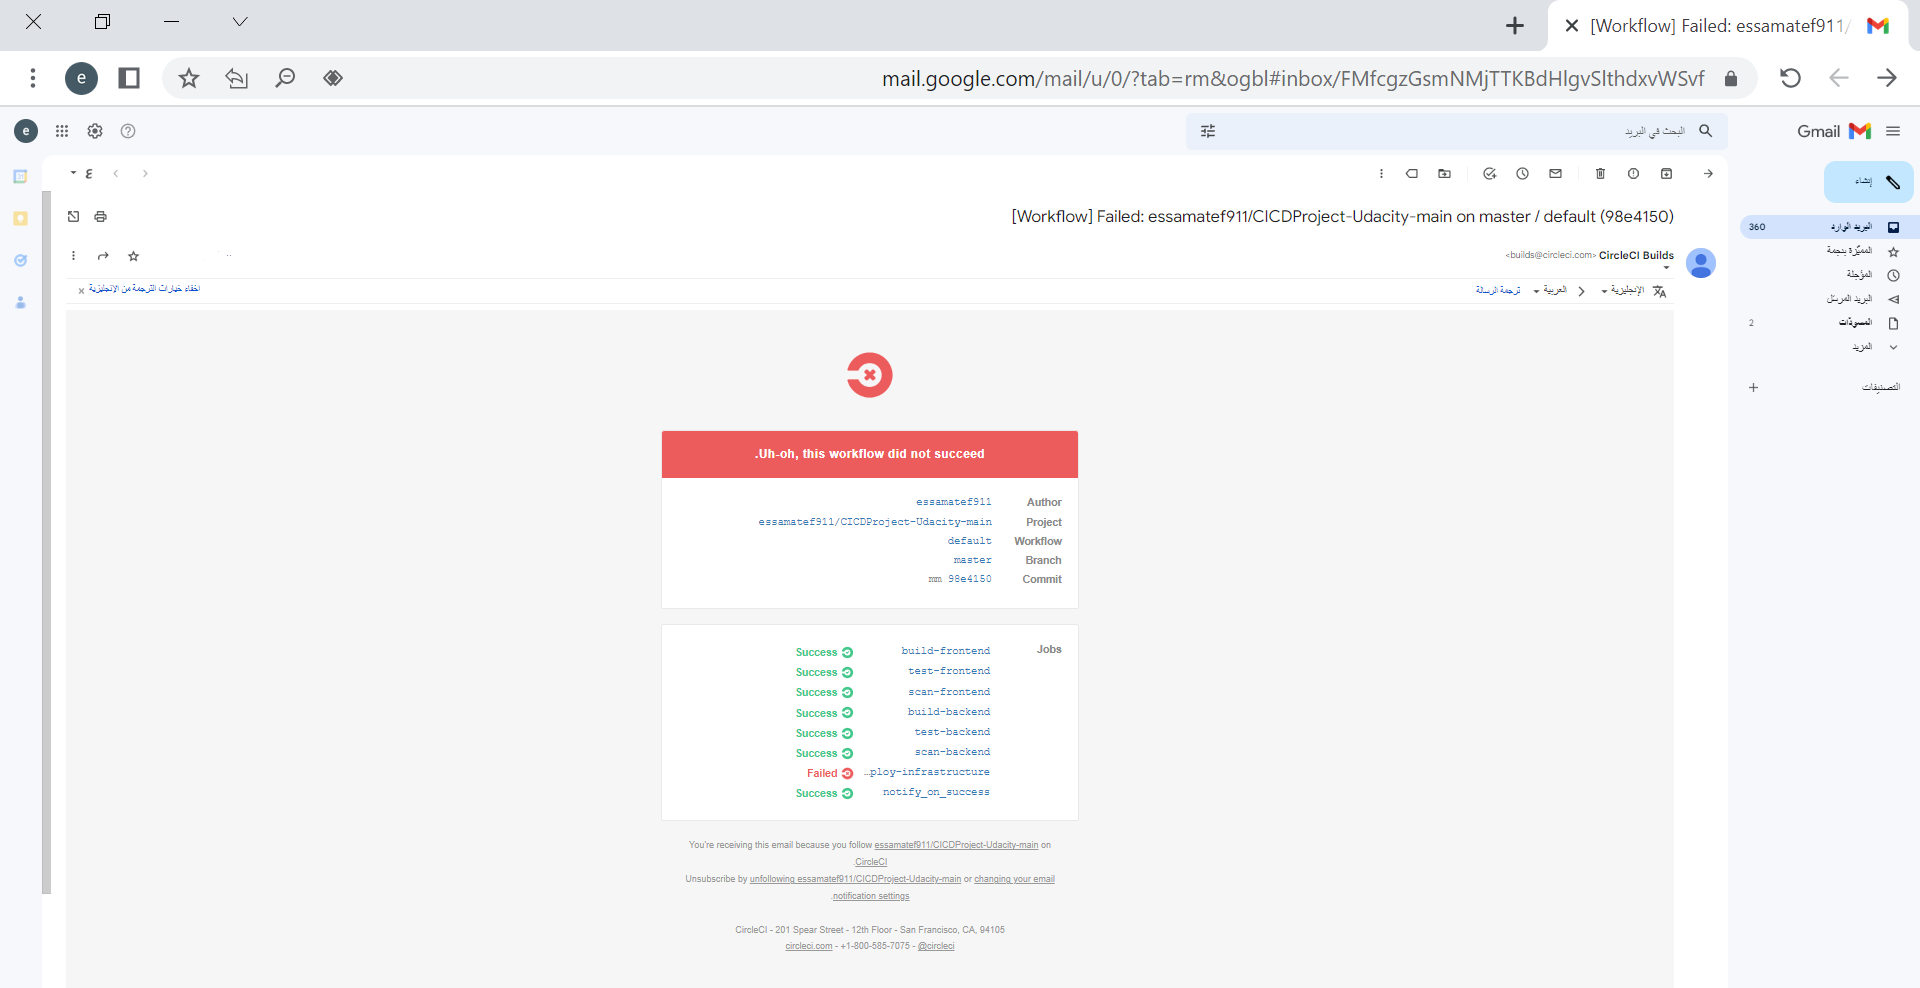 [Workflow] Failed: essamatef911/
mail.google.com/mail/u/0/?tab=rm&ogbl#inbox/FMfcgzGsmNMjTTKBdHlgvSlthdxvWSvf
e
Gmail
البحث في البريد
e
إنشاء
البريد الوارد 360
المميّزة بنجمة
المؤجلة
البريد المرسَل
المسودّات 2
المزيد
التصنيفات
ع
[Workflow] Failed: essamatef911/CICDProject-Udacity-main on master / default (98e4150)
CircleCI Builds <builds@circleci.com>
الإنجليزية
العربية
ترجمة الرسالة
اخفاء خيارات الترجمة من الإنجليزية
Uh-oh, this workflow did not succeed.
Author essamatef911
Project essamatef911/CICDProject-Udacity-main
Workflow default
Branch master
Commit mm 98e4150
Jobs build-frontend Success
test-frontend Success
scan-frontend Success
build-backend Success
test-backend Success
scan-backend Success
...ploy-infrastructure Failed
notify_on_success Success
You're receiving this email because you follow essamatef911/CICDProject-Udacity-main on
CircleCI.
Unsubscribe by unfollowing essamatef911/CICDProject-Udacity-main or changing your email
notification settings.
CircleCI - 201 Spear Street - 12th Floor - San Francisco, CA, 94105
circleci.com - +1-800-585-7075 - @circleci